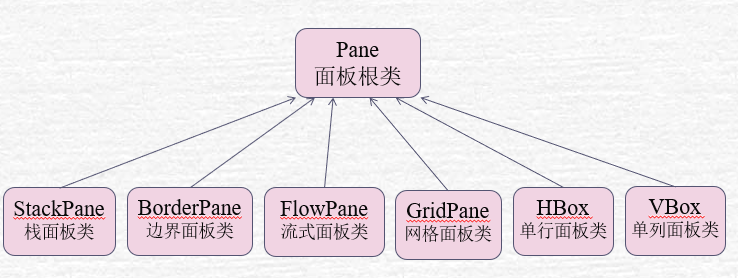 Pane
面板根类
StackPane
栈面板类
BorderPane
边界面板类
FlowPane
流式面板类
GridPane
网格面板类
HBox
单行面板类
VBox
单列面板类